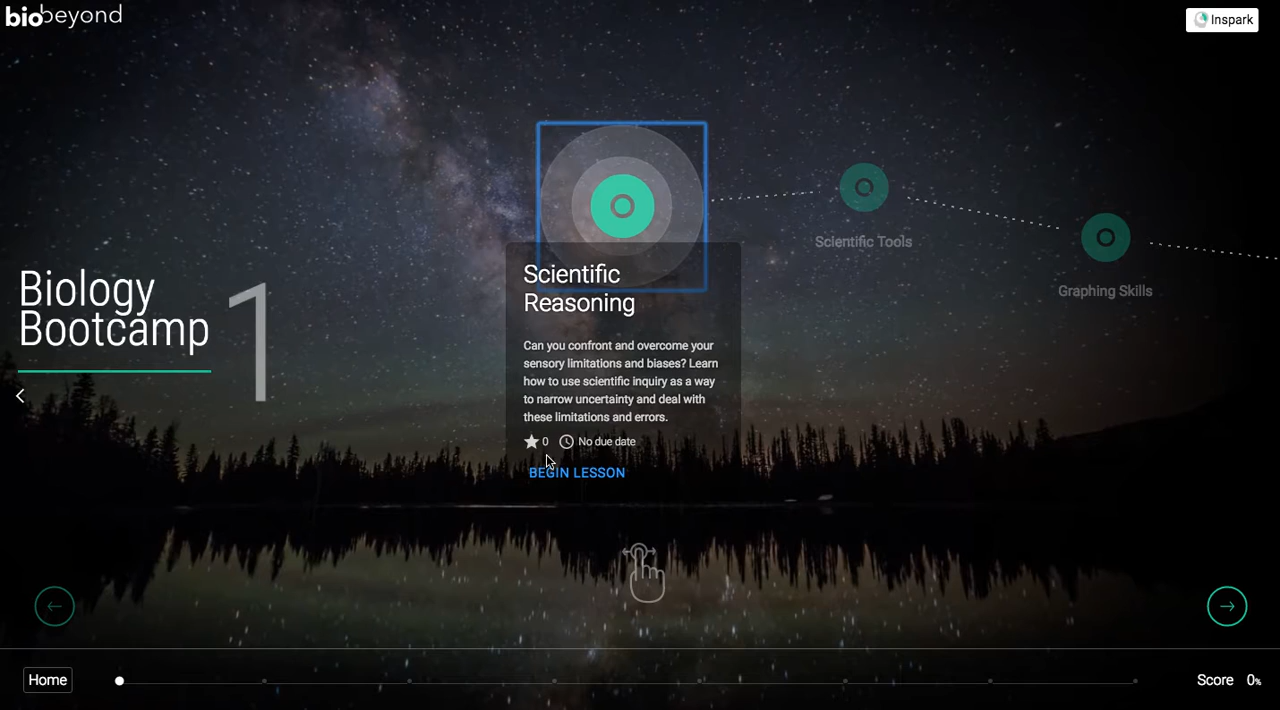 biobeyond
Inspark
Scientific Tools
Graphing Skills
Biology
Bootcamp
1
Scientific
Reasoning
Can you confront and overcome your
sensory limitations and biases? Learn
how to use scientific inquiry as a way
to narrow uncertainty and deal with
these limitations and errors.
0 No due date
BEGIN LESSON
Home
Score 0%